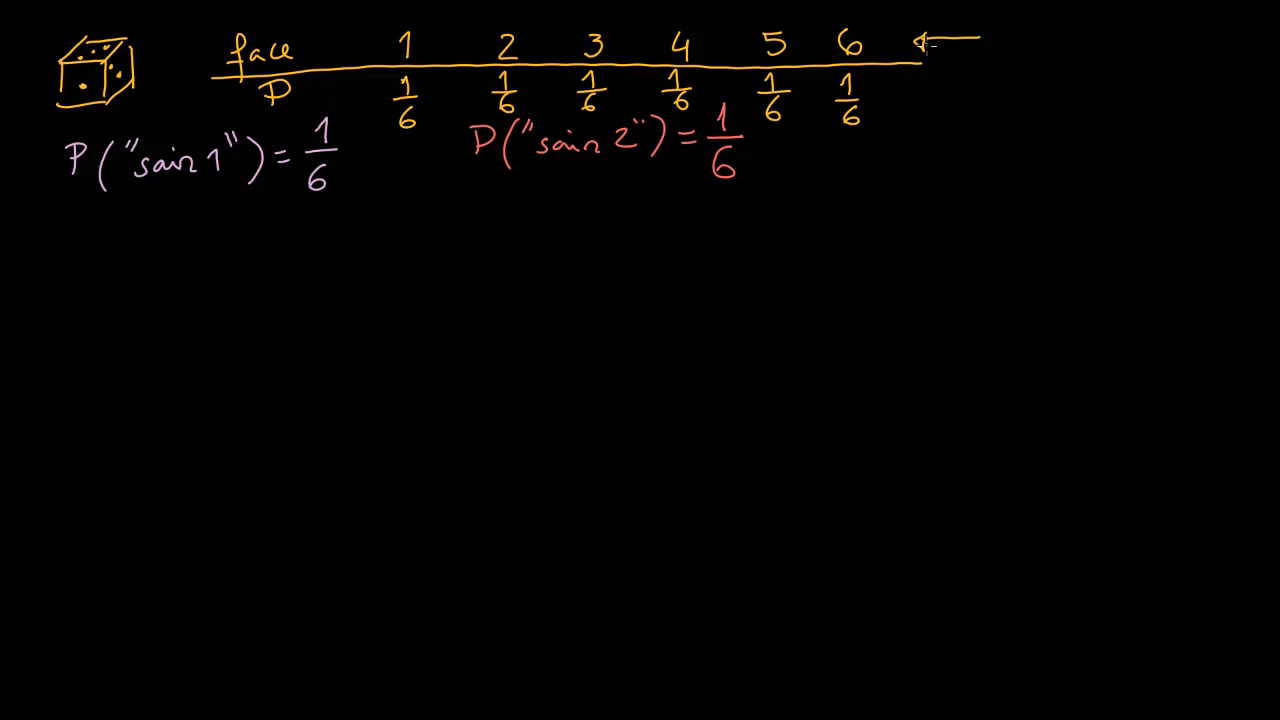 face 1 2 3 4 5 6
P 1/6 1/6 1/6 1/6 1/6 1/6
P("sair 1") = 1/6
P("sair 2") = 1/6